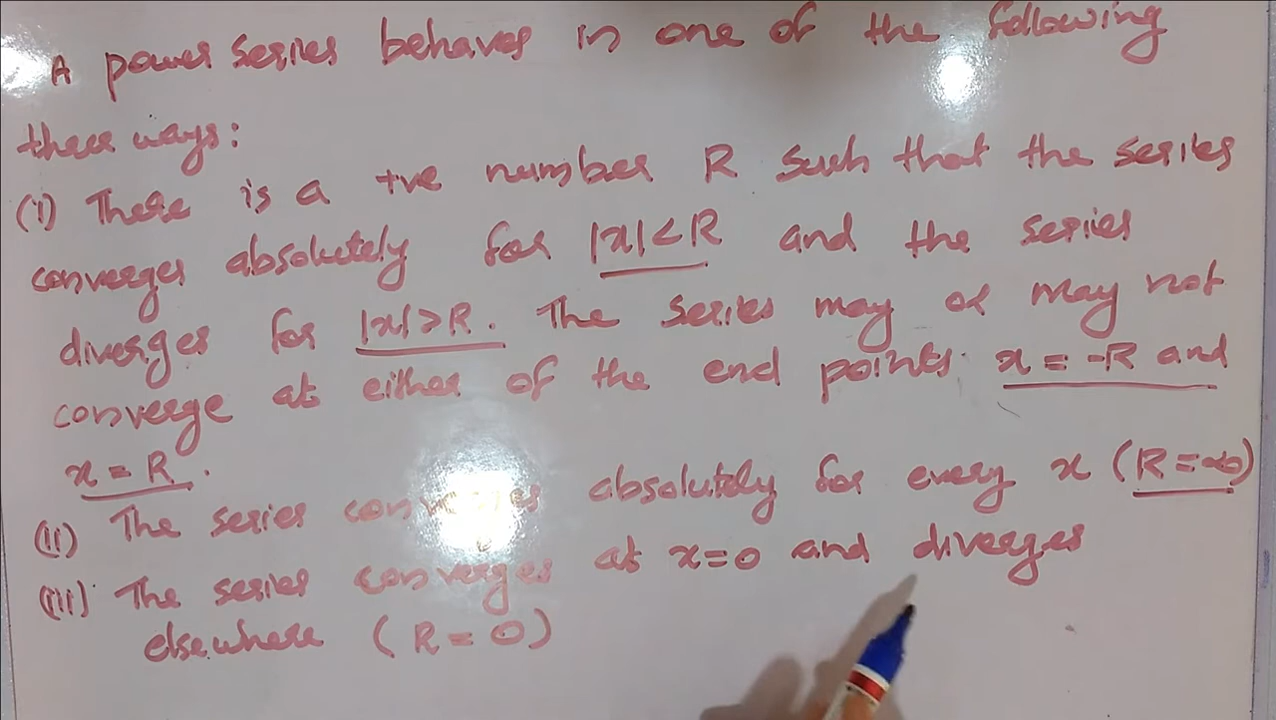 A power series behaves in one of the following
three ways:
(i) There is a +ve number R such that the series
converges absolutely for |x|<R and the series
diverges for |x|>R. The series may or may not
converge at either of the end points x = -R and
x = R.
(ii) The series converges absolutely for every x (R = ∞)
(iii) The series converges at x=0 and diverges
elsewhere (R = 0)